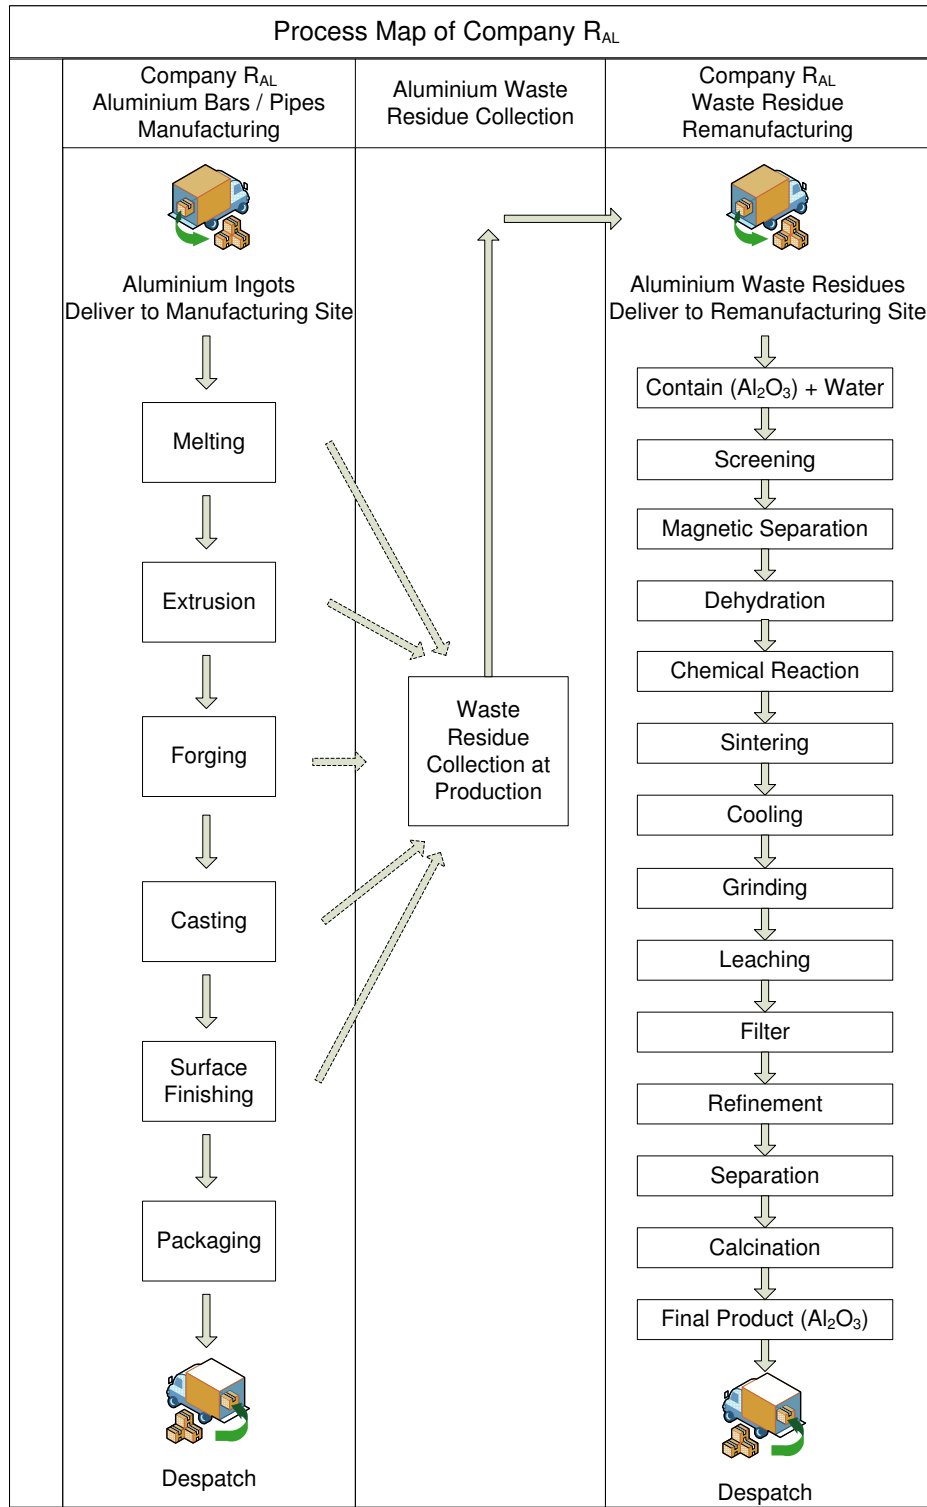 Process Map of Company RAL
Company RAL
Aluminium Bars / Pipes
Manufacturing
Aluminium Waste
Residue Collection
Company RAL
Waste Residue
Remanufacturing
Aluminium Ingots
Deliver to Manufacturing Site
Melting
Extrusion
Forging
Casting
Surface
Finishing
Packaging
Despatch
Waste
Residue
Collection at
Production
Aluminium Waste Residues
Deliver to Remanufacturing Site
Contain (Al₂O₃) + Water
Screening
Magnetic Separation
Dehydration
Chemical Reaction
Sintering
Cooling
Grinding
Leaching
Filter
Refinement
Separation
Calcination
Final Product (Al₂O₃)
Despatch